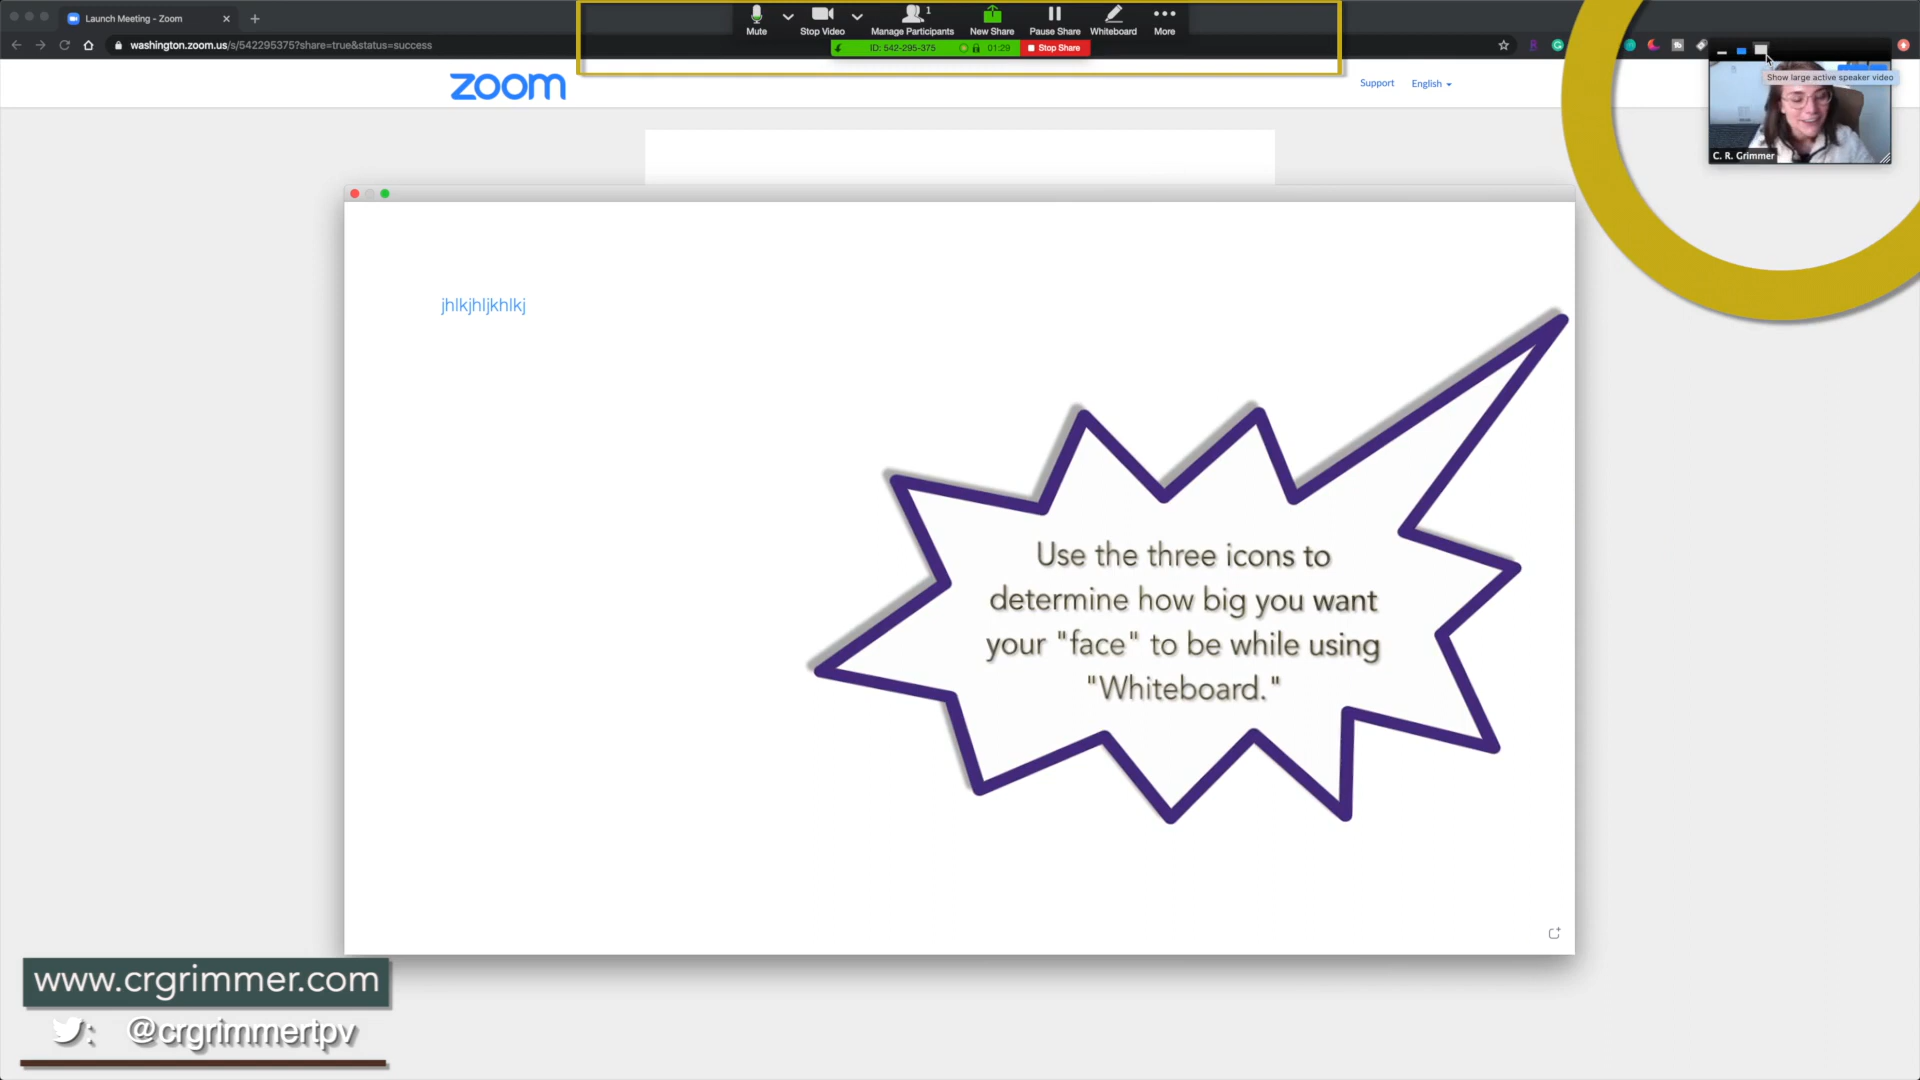 Launch Meeting - Zoom
washington.zoom.us/s/542295375?share=true&status=success
1
Mute
Stop Video
Manage Participants
New Share
Pause Share
Whiteboard
More
ID: 542-295-375
01:29
Stop Share
zoom
Support
English
Show large active speaker video
C. R. Grimmer
jhlkjhljkhlkj
Use the three icons to
determine how big you want
your "face" to be while using
"Whiteboard."
www.crgrimmer.com
: @crgrimmertpv